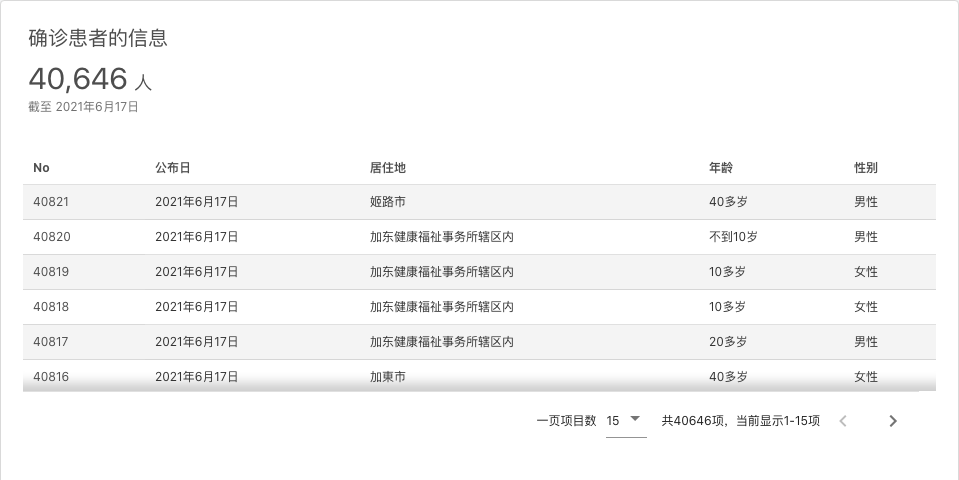 确诊患者的信息
40,646 人
截至 2021年6月17日
No 公布日 居住地 年龄 性别
40821 2021年6月17日 姬路市 40多岁 男性
40820 2021年6月17日 加东健康福祉事务所辖区内 不到10岁 男性
40819 2021年6月17日 加东健康福祉事务所辖区内 10多岁 女性
40818 2021年6月17日 加东健康福祉事务所辖区内 10多岁 女性
40817 2021年6月17日 加东健康福祉事务所辖区内 20多岁 男性
40816 2021年6月17日 加東市 40多岁 女性
一页项目数 15 共40646项，当前显示1-15项